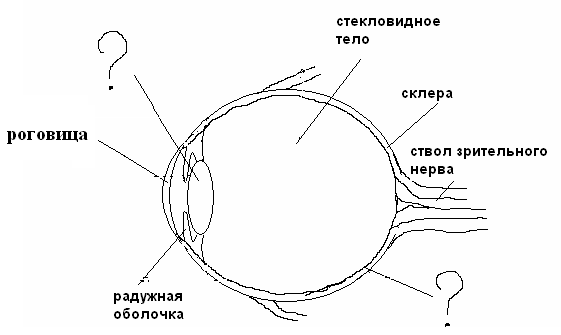 ?
стекловидное
тело
склера
роговица
ствол зрительного
нерва
?
радужная
оболочка